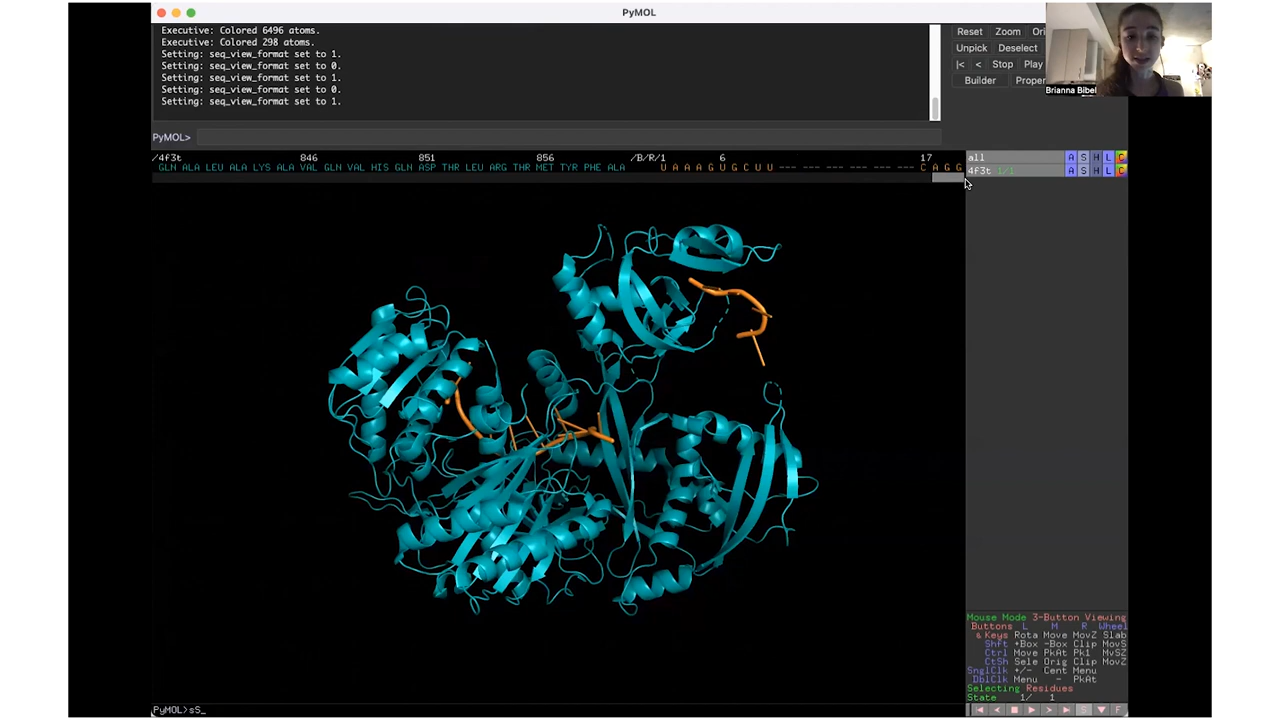 PyMOL
Executive: Colored 6496 atoms.
Executive: Colored 298 atoms.
Setting: seq_view_format set to 1.
Setting: seq_view_format set to 0.
Setting: seq_view_format set to 1.
Setting: seq_view_format set to 0.
Setting: seq_view_format set to 1.
Reset Zoom Ori
Unpick Deselect
|< < Stop Play
Builder Proper
Brianna Bibel
PyMOL>
/4f3t 846 851 856 /B/R/1 6 17
GLN ALA LEU ALA LYS ALA VAL GLN VAL HIS GLN ASP THR LEU ARG THR MET TYR PHE ALA U A A A G U G C U U --- --- --- --- --- --- C A G G
all A S H L C
4f3t 1/1 A S H L C
Mouse Mode 3-Button Viewing
Buttons L M R Wheel
& Keys Rota Move MovZ Slab
Shft +Box -Box Clip MovS
Ctrl Move PkAt Pk1 MvSZ
CtSh Sele Orig Clip MovZ
SnglClk +/- Cent Menu
DblClk Menu - PkAt
Selecting Residues
State 1/ 1
PyMOL>sS_
|< < > >| S F